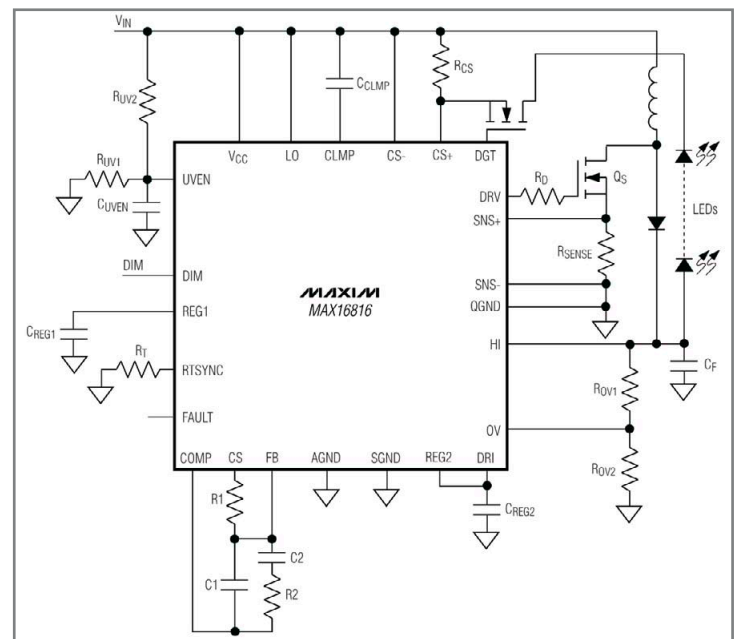 VIN
RUV2
RUV1
CUVEN
CCLMP
RCS
VCC
LO
CLMP
CS-
CS+
DGT
UVEN
DIM
DIM
REG1
CREG1
RT
RTSYNC
FAULT
MAXIM
MAX16816
DRV
RD
QS
SNS+
RSENSE
SNS-
QGND
HI
LEDs
CF
ROV1
OV
ROV2
COMP
CS
FB
AGND
SGND
REG2
DRI
CREG2
R1
C1
C2
R2